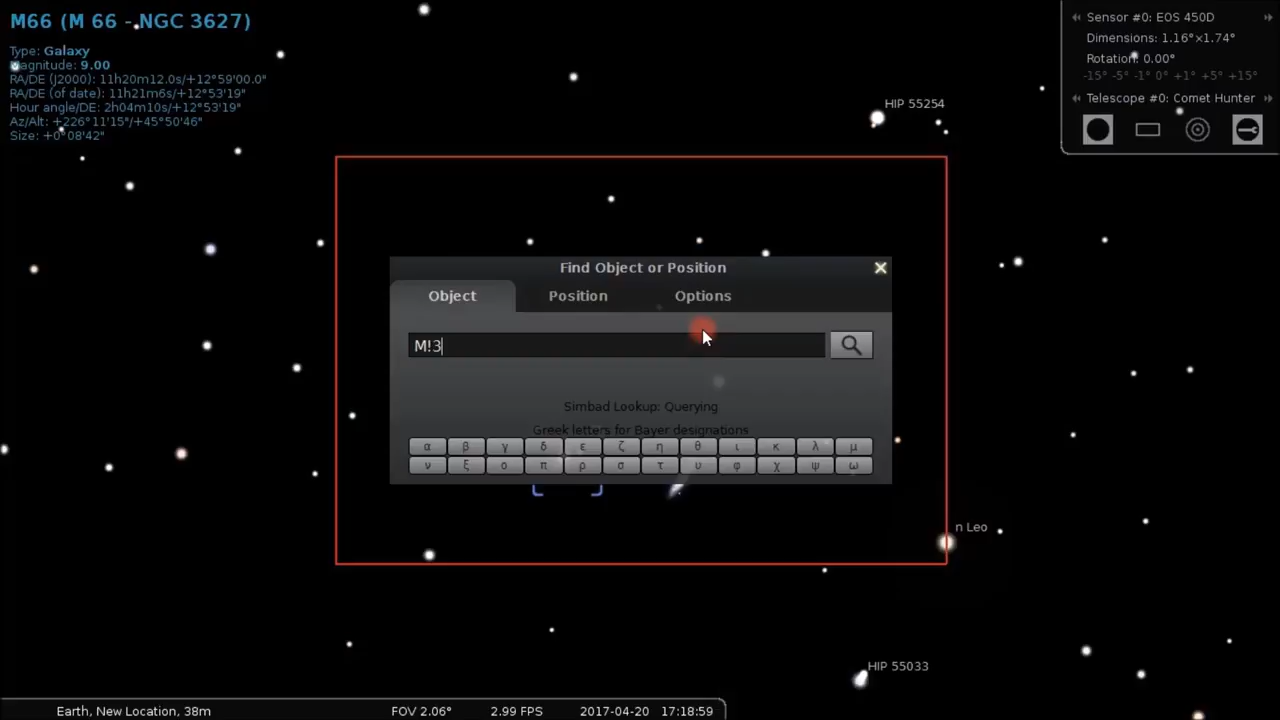 M66 (M 66 - NGC 3627)
Type: Galaxy
Magnitude: 9.00
RA/DE (J2000): 11h20m12.0s/+12°59'00.0"
RA/DE (of date): 11h21m6s/+12°53'19"
Hour angle/DE: 2h04m10s/+12°53'19"
Az/Alt: +226°11'15"/+45°50'46"
Size: +0°08'42"
Sensor #0: EOS 450D
Dimensions: 1.16°×1.74°
Rotation: 0.00°
-15° -5° -1° 0° +1° +5° +15°
Telescope #0: Comet Hunter
HIP 55254
Find Object or Position
Object Position Options
M!3
Simbad Lookup: Querying
Greek letters for Bayer designations
α β γ δ ε ζ η θ ι κ λ μ
ν ξ ο π ρ σ τ υ φ χ ψ ω
n Leo
HIP 55033
Earth, New Location, 38m FOV 2.06° 2.99 FPS 2017-04-20 17:18:59